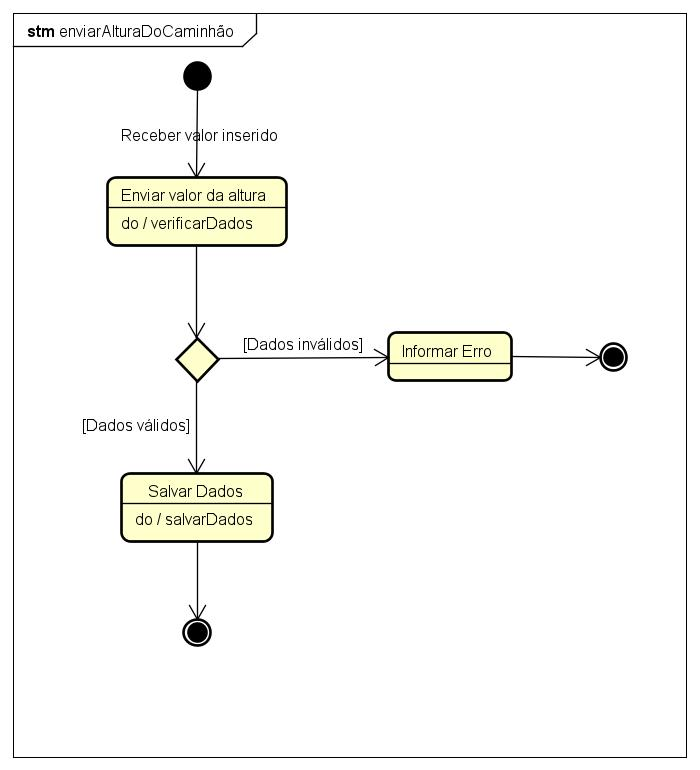 stm enviarAlturaDoCaminhão
Receber valor inserido
Enviar valor da altura
do / verificarDados
[Dados inválidos]
Informar Erro
[Dados válidos]
Salvar Dados
do / salvarDados